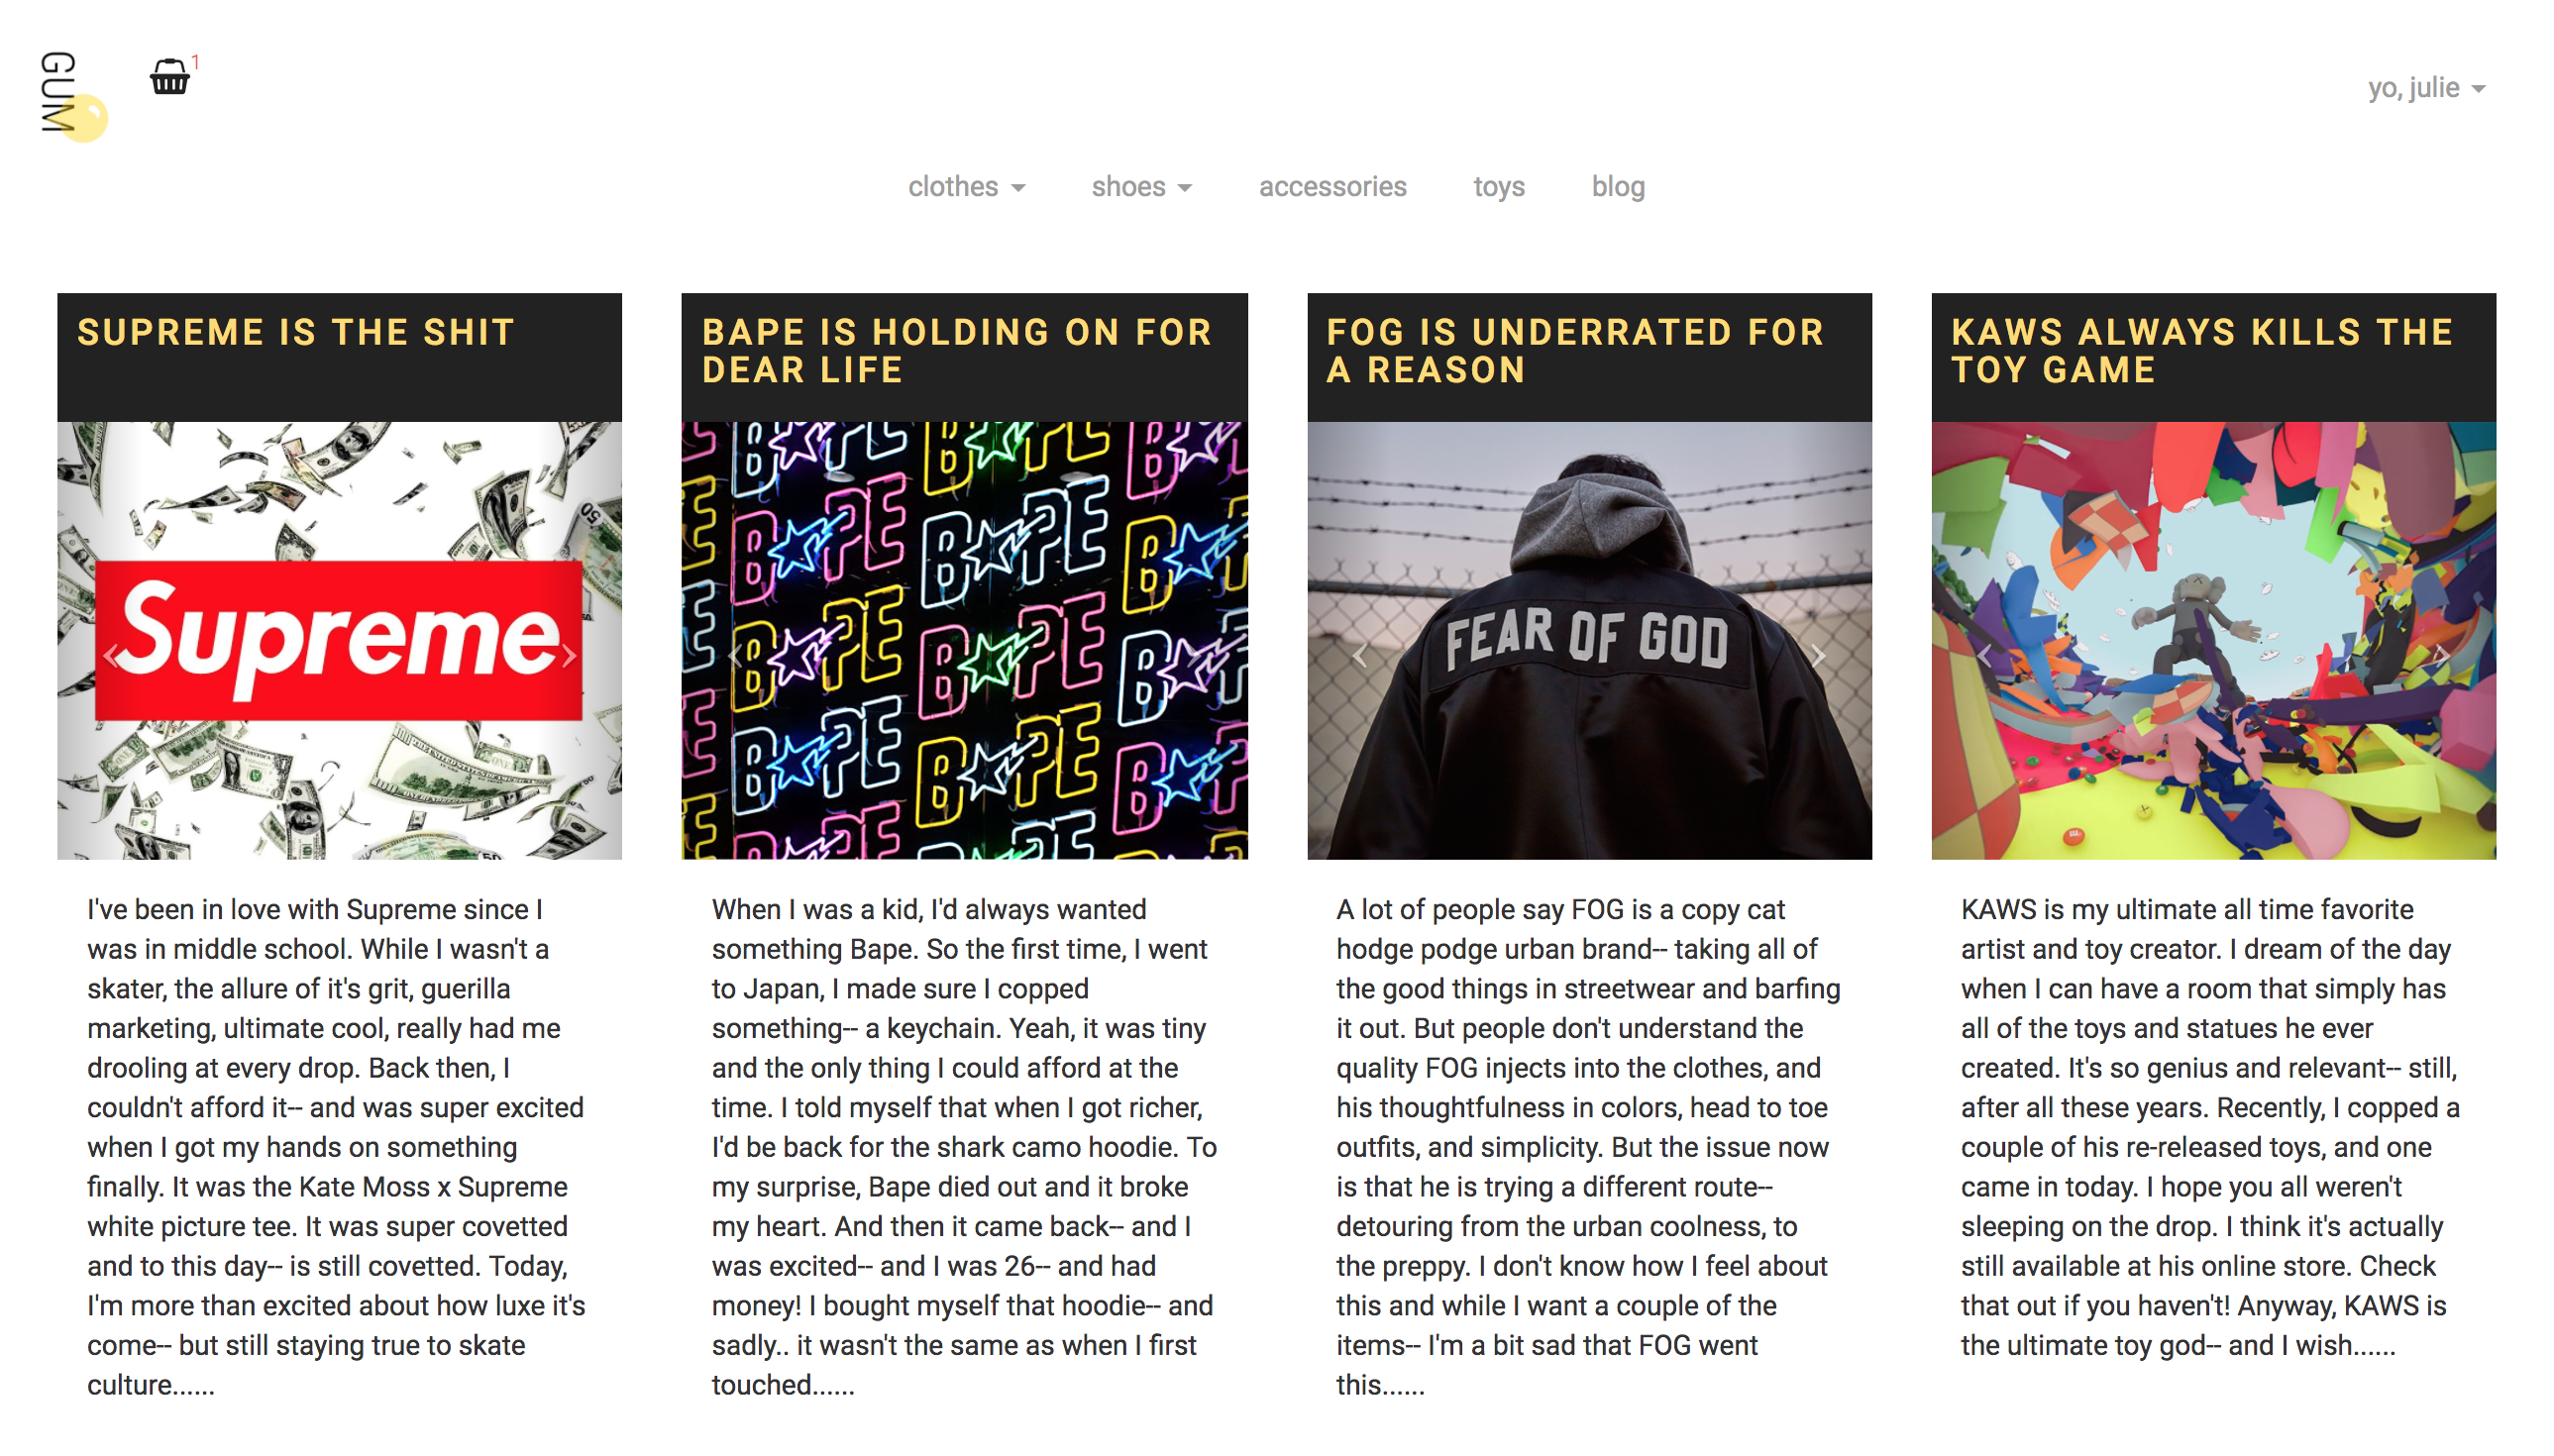 GUM
1
yo, julie
clothes
shoes
accessories
toys
blog
SUPREME IS THE SHIT
Supreme
50
I've been in love with Supreme since I
was in middle school. While I wasn't a
skater, the allure of it's grit, guerilla
marketing, ultimate cool, really had me
drooling at every drop. Back then, I
couldn't afford it-- and was super excited
when I got my hands on something
finally. It was the Kate Moss x Supreme
white picture tee. It was super covetted
and to this day-- is still covetted. Today,
I'm more than excited about how luxe it's
come-- but still staying true to skate
culture......
BAPE IS HOLDING ON FOR
DEAR LIFE
BAPE BAPE BAPE
BAPE BAPE BAPE
BAPE BAPE BAPE
BAPE BAPE BAPE
When I was a kid, I'd always wanted
something Bape. So the first time, I went
to Japan, I made sure I copped
something-- a keychain. Yeah, it was tiny
and the only thing I could afford at the
time. I told myself that when I got richer,
I'd be back for the shark camo hoodie. To
my surprise, Bape died out and it broke
my heart. And then it came back-- and I
was excited-- and I was 26-- and had
money! I bought myself that hoodie-- and
sadly.. it wasn't the same as when I first
touched......
FOG IS UNDERRATED FOR
A REASON
FEAR OF GOD
A lot of people say FOG is a copy cat
hodge podge urban brand-- taking all of
the good things in streetwear and barfing
it out. But people don't understand the
quality FOG injects into the clothes, and
his thoughtfulness in colors, head to toe
outfits, and simplicity. But the issue now
is that he is trying a different route--
detouring from the urban coolness, to
the preppy. I don't know how I feel about
this and while I want a couple of the
items-- I'm a bit sad that FOG went
this......
KAWS ALWAYS KILLS THE
TOY GAME
KAWS is my ultimate all time favorite
artist and toy creator. I dream of the day
when I can have a room that simply has
all of the toys and statues he ever
created. It's so genius and relevant-- still,
after all these years. Recently, I copped a
couple of his re-released toys, and one
came in today. I hope you all weren't
sleeping on the drop. I think it's actually
still available at his online store. Check
that out if you haven't! Anyway, KAWS is
the ultimate toy god-- and I wish......